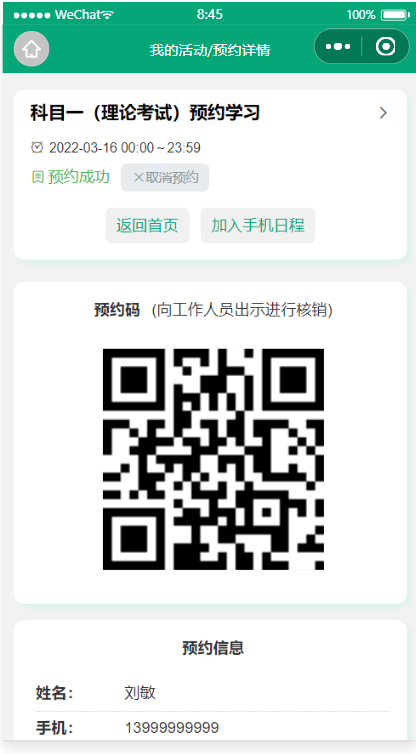 WeChat 8:45 100%
我的活动/预约详情
科目一（理论考试）预约学习
2022-03-16 00:00～23:59
预约成功 ×取消预约
返回首页 加入手机日程
预约码 (向工作人员出示进行核销)
预约信息
姓名： 刘敏
手机： 13999999999